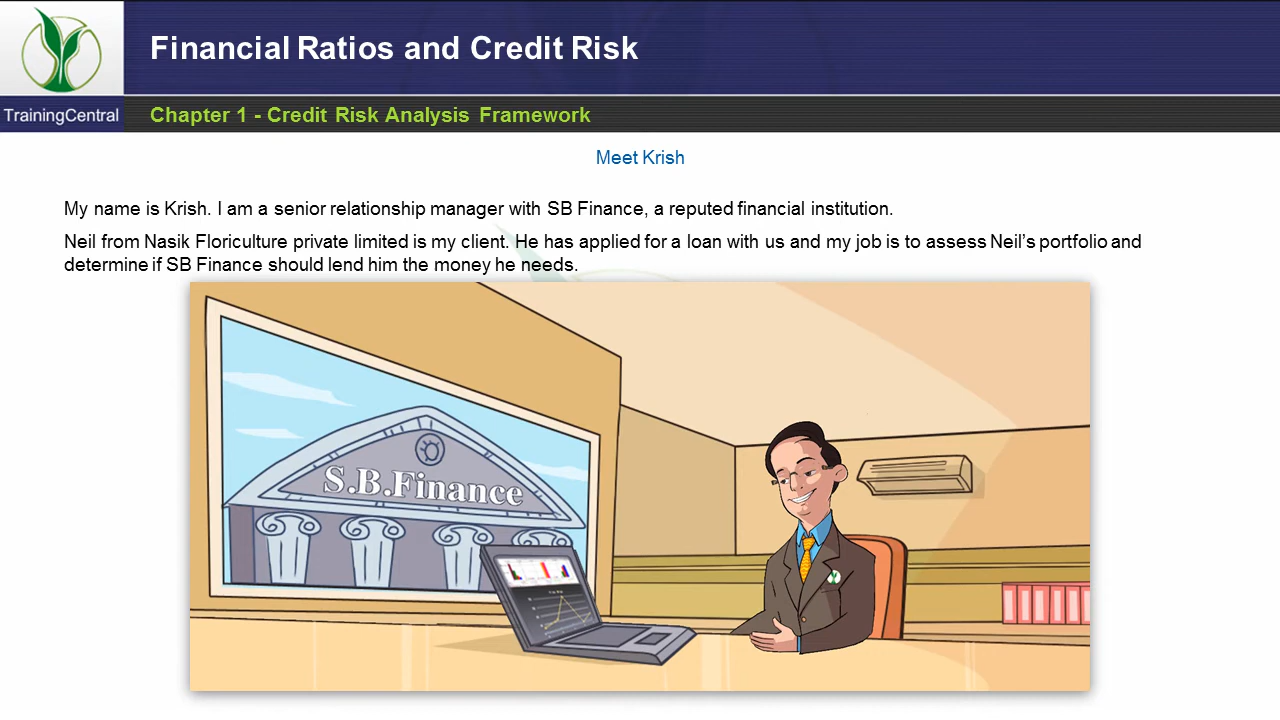 Financial Ratios and Credit Risk
TrainingCentral
Chapter 1 - Credit Risk Analysis Framework
Meet Krish
My name is Krish. I am a senior relationship manager with SB Finance, a reputed financial institution.
Neil from Nasik Floriculture private limited is my client. He has applied for a loan with us and my job is to assess Neil’s portfolio and
determine if SB Finance should lend him the money he needs.
S.B.Finance